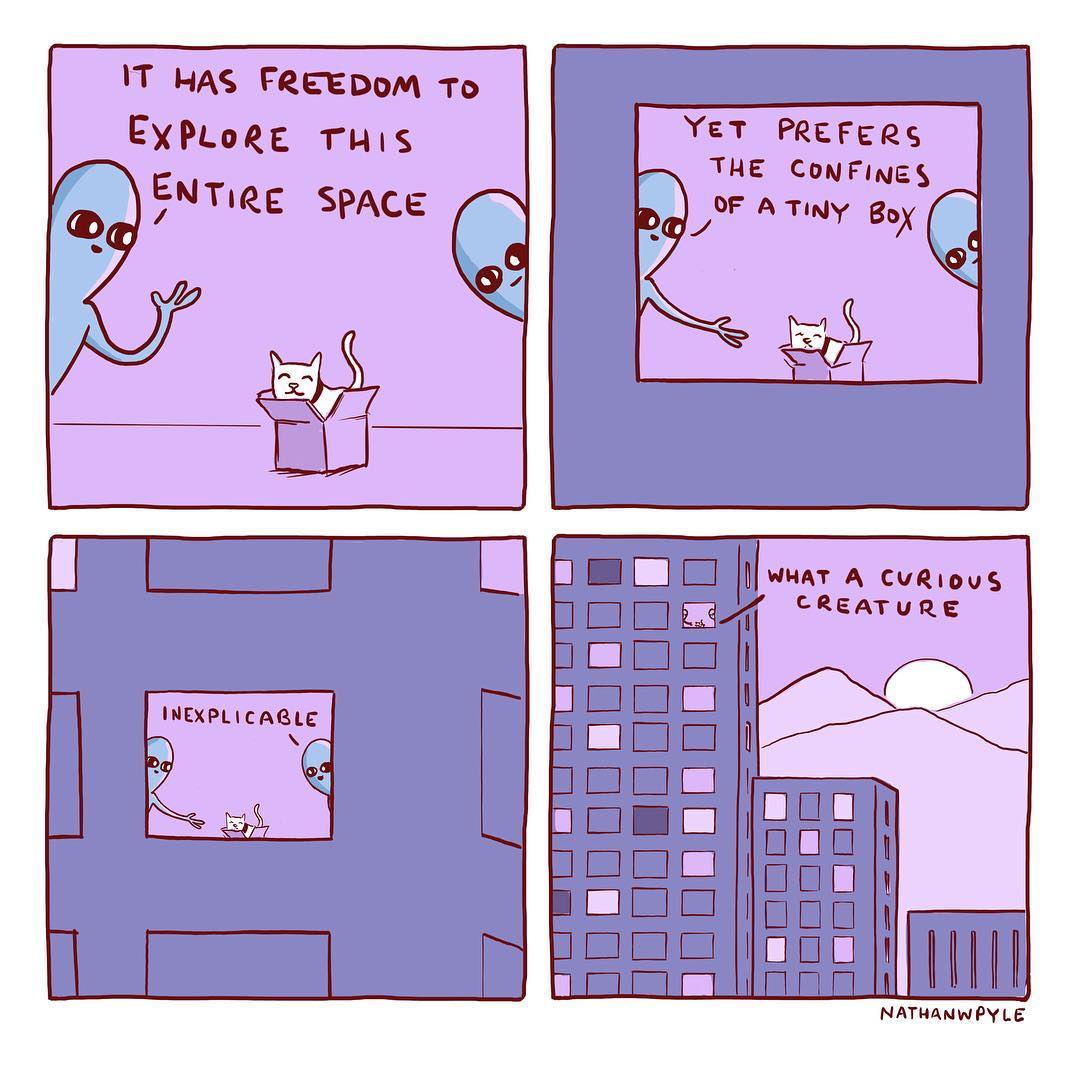 IT HAS FREEDOM TO
EXPLORE THIS
ENTIRE SPACE
YET PREFERS
THE CONFINES
OF A TINY BOX
INEXPLICABLE
WHAT A CURIOUS
CREATURE
NATHANWPYLE